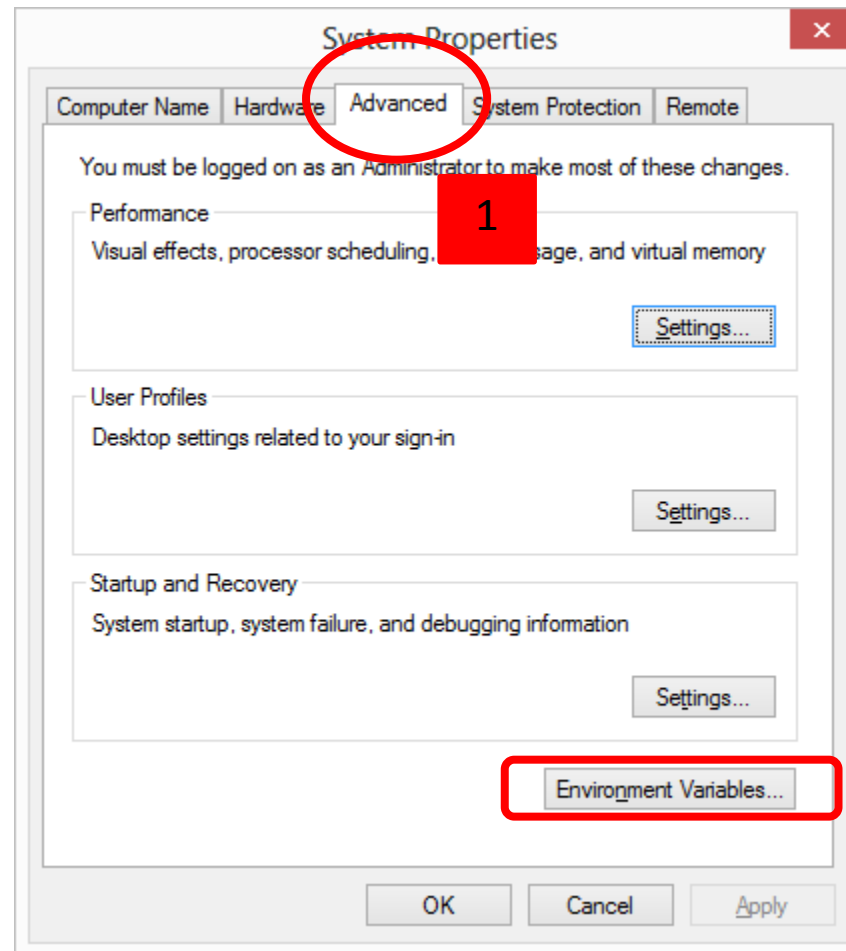 System Properties
Computer Name Hardware Advanced System Protection Remote
You must be logged on as an Administrator to make most of these changes.
1
Performance
Visual effects, processor scheduling, sage, and virtual memory
Settings...
User Profiles
Desktop settings related to your sign-in
Settings...
Startup and Recovery
System startup, system failure, and debugging information
Settings...
Environment Variables...
OK Cancel Apply